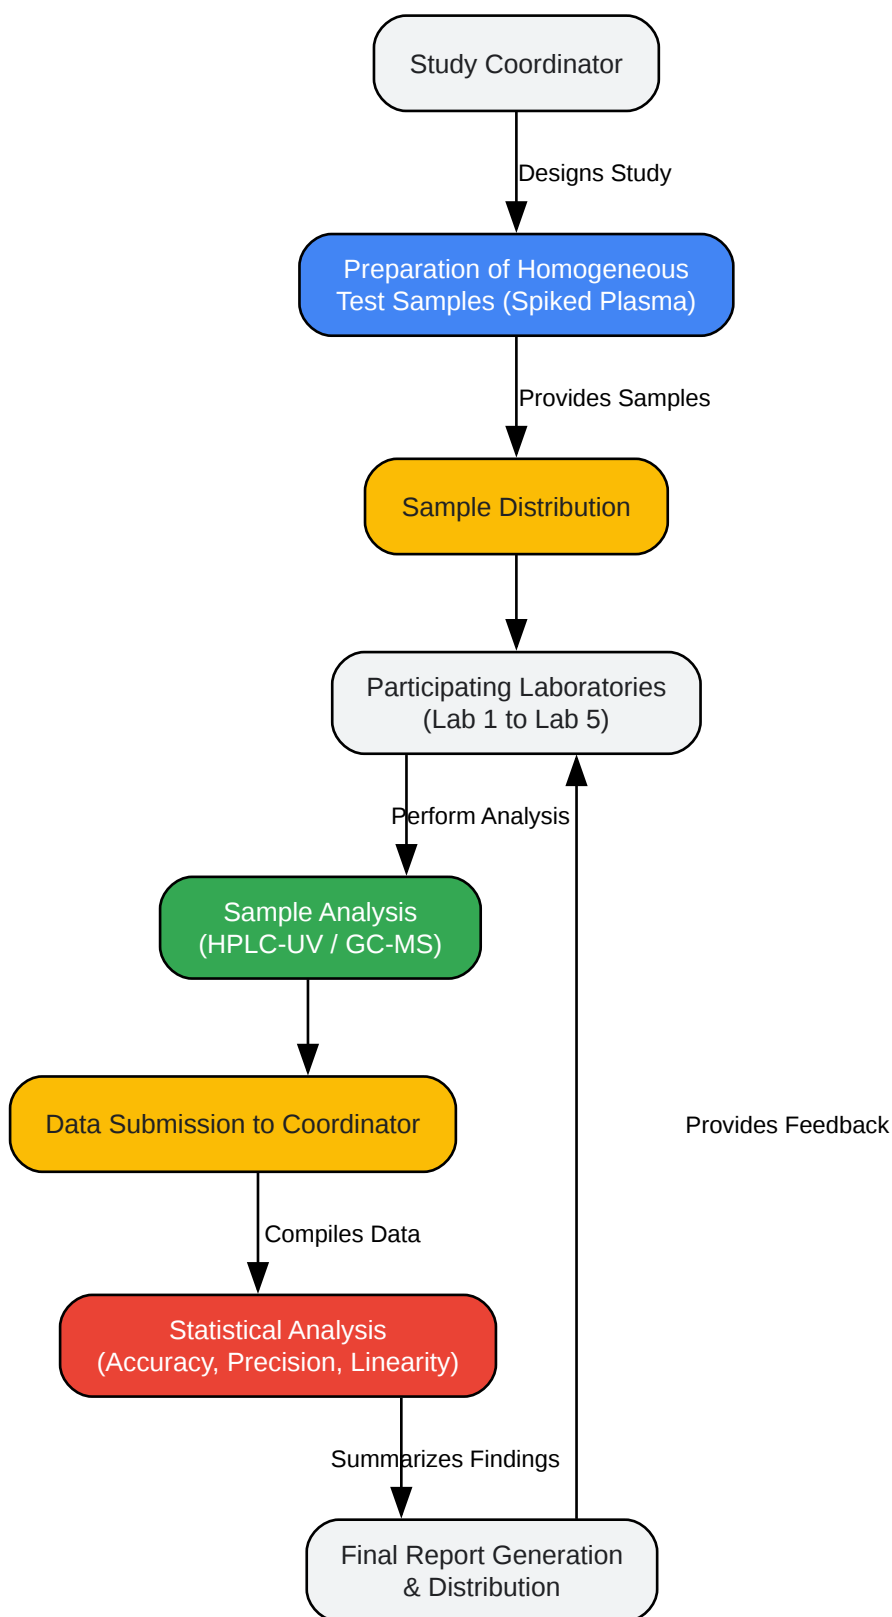 Study Coordinator
Designs Study
Preparation of Homogeneous
Test Samples (Spiked Plasma)
Provides Samples
Sample Distribution
Participating Laboratories
(Lab 1 to Lab 5)
Perform Analysis
Sample Analysis
(HPLC-UV / GC-MS)
Data Submission to Coordinator
Provides Feedback
Compiles Data
Statistical Analysis
(Accuracy, Precision, Linearity)
Summarizes Findings
Final Report Generation
& Distribution